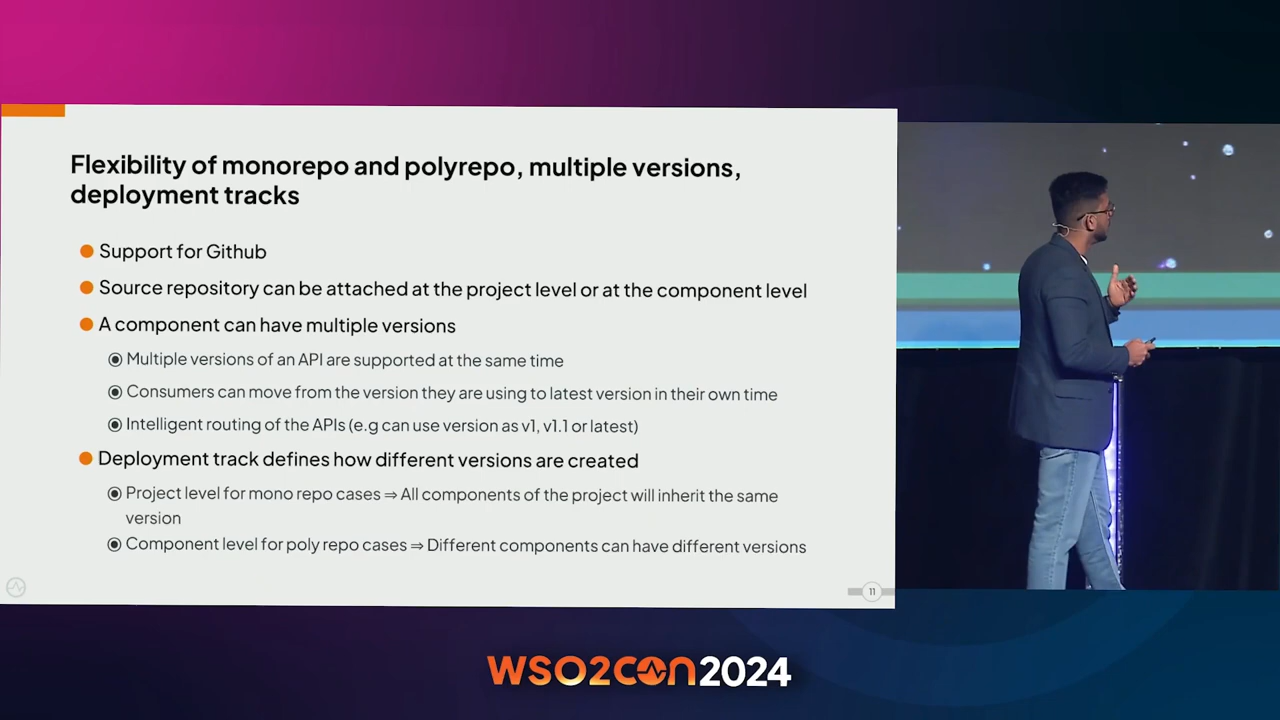 Flexibility of monorepo and polyrepo, multiple versions,
deployment tracks
Support for Github
Source repository can be attached at the project level or at the component level
A component can have multiple versions
Multiple versions of an API are supported at the same time
Consumers can move from the version they are using to latest version in their own time
Intelligent routing of the APIs (e.g can use version as v1, v1.1 or latest)
Deployment track defines how different versions are created
Project level for mono repo cases ⇒ All components of the project will inherit the same
version
Component level for poly repo cases ⇒ Different components can have different versions
11
WSO2CON2024